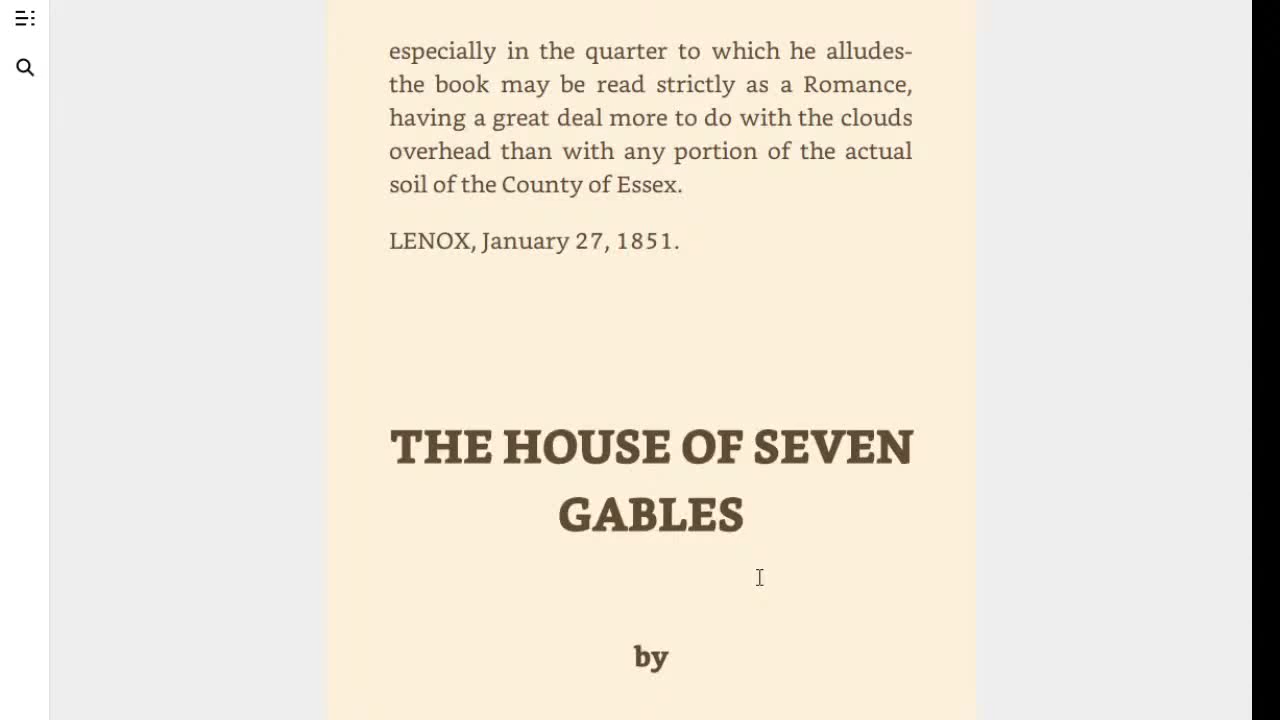 especially in the quarter to which he alludes-
the book may be read strictly as a Romance,
having a great deal more to do with the clouds
overhead than with any portion of the actual
soil of the County of Essex.
LENOX, January 27, 1851.
THE HOUSE OF SEVEN
GABLES
by